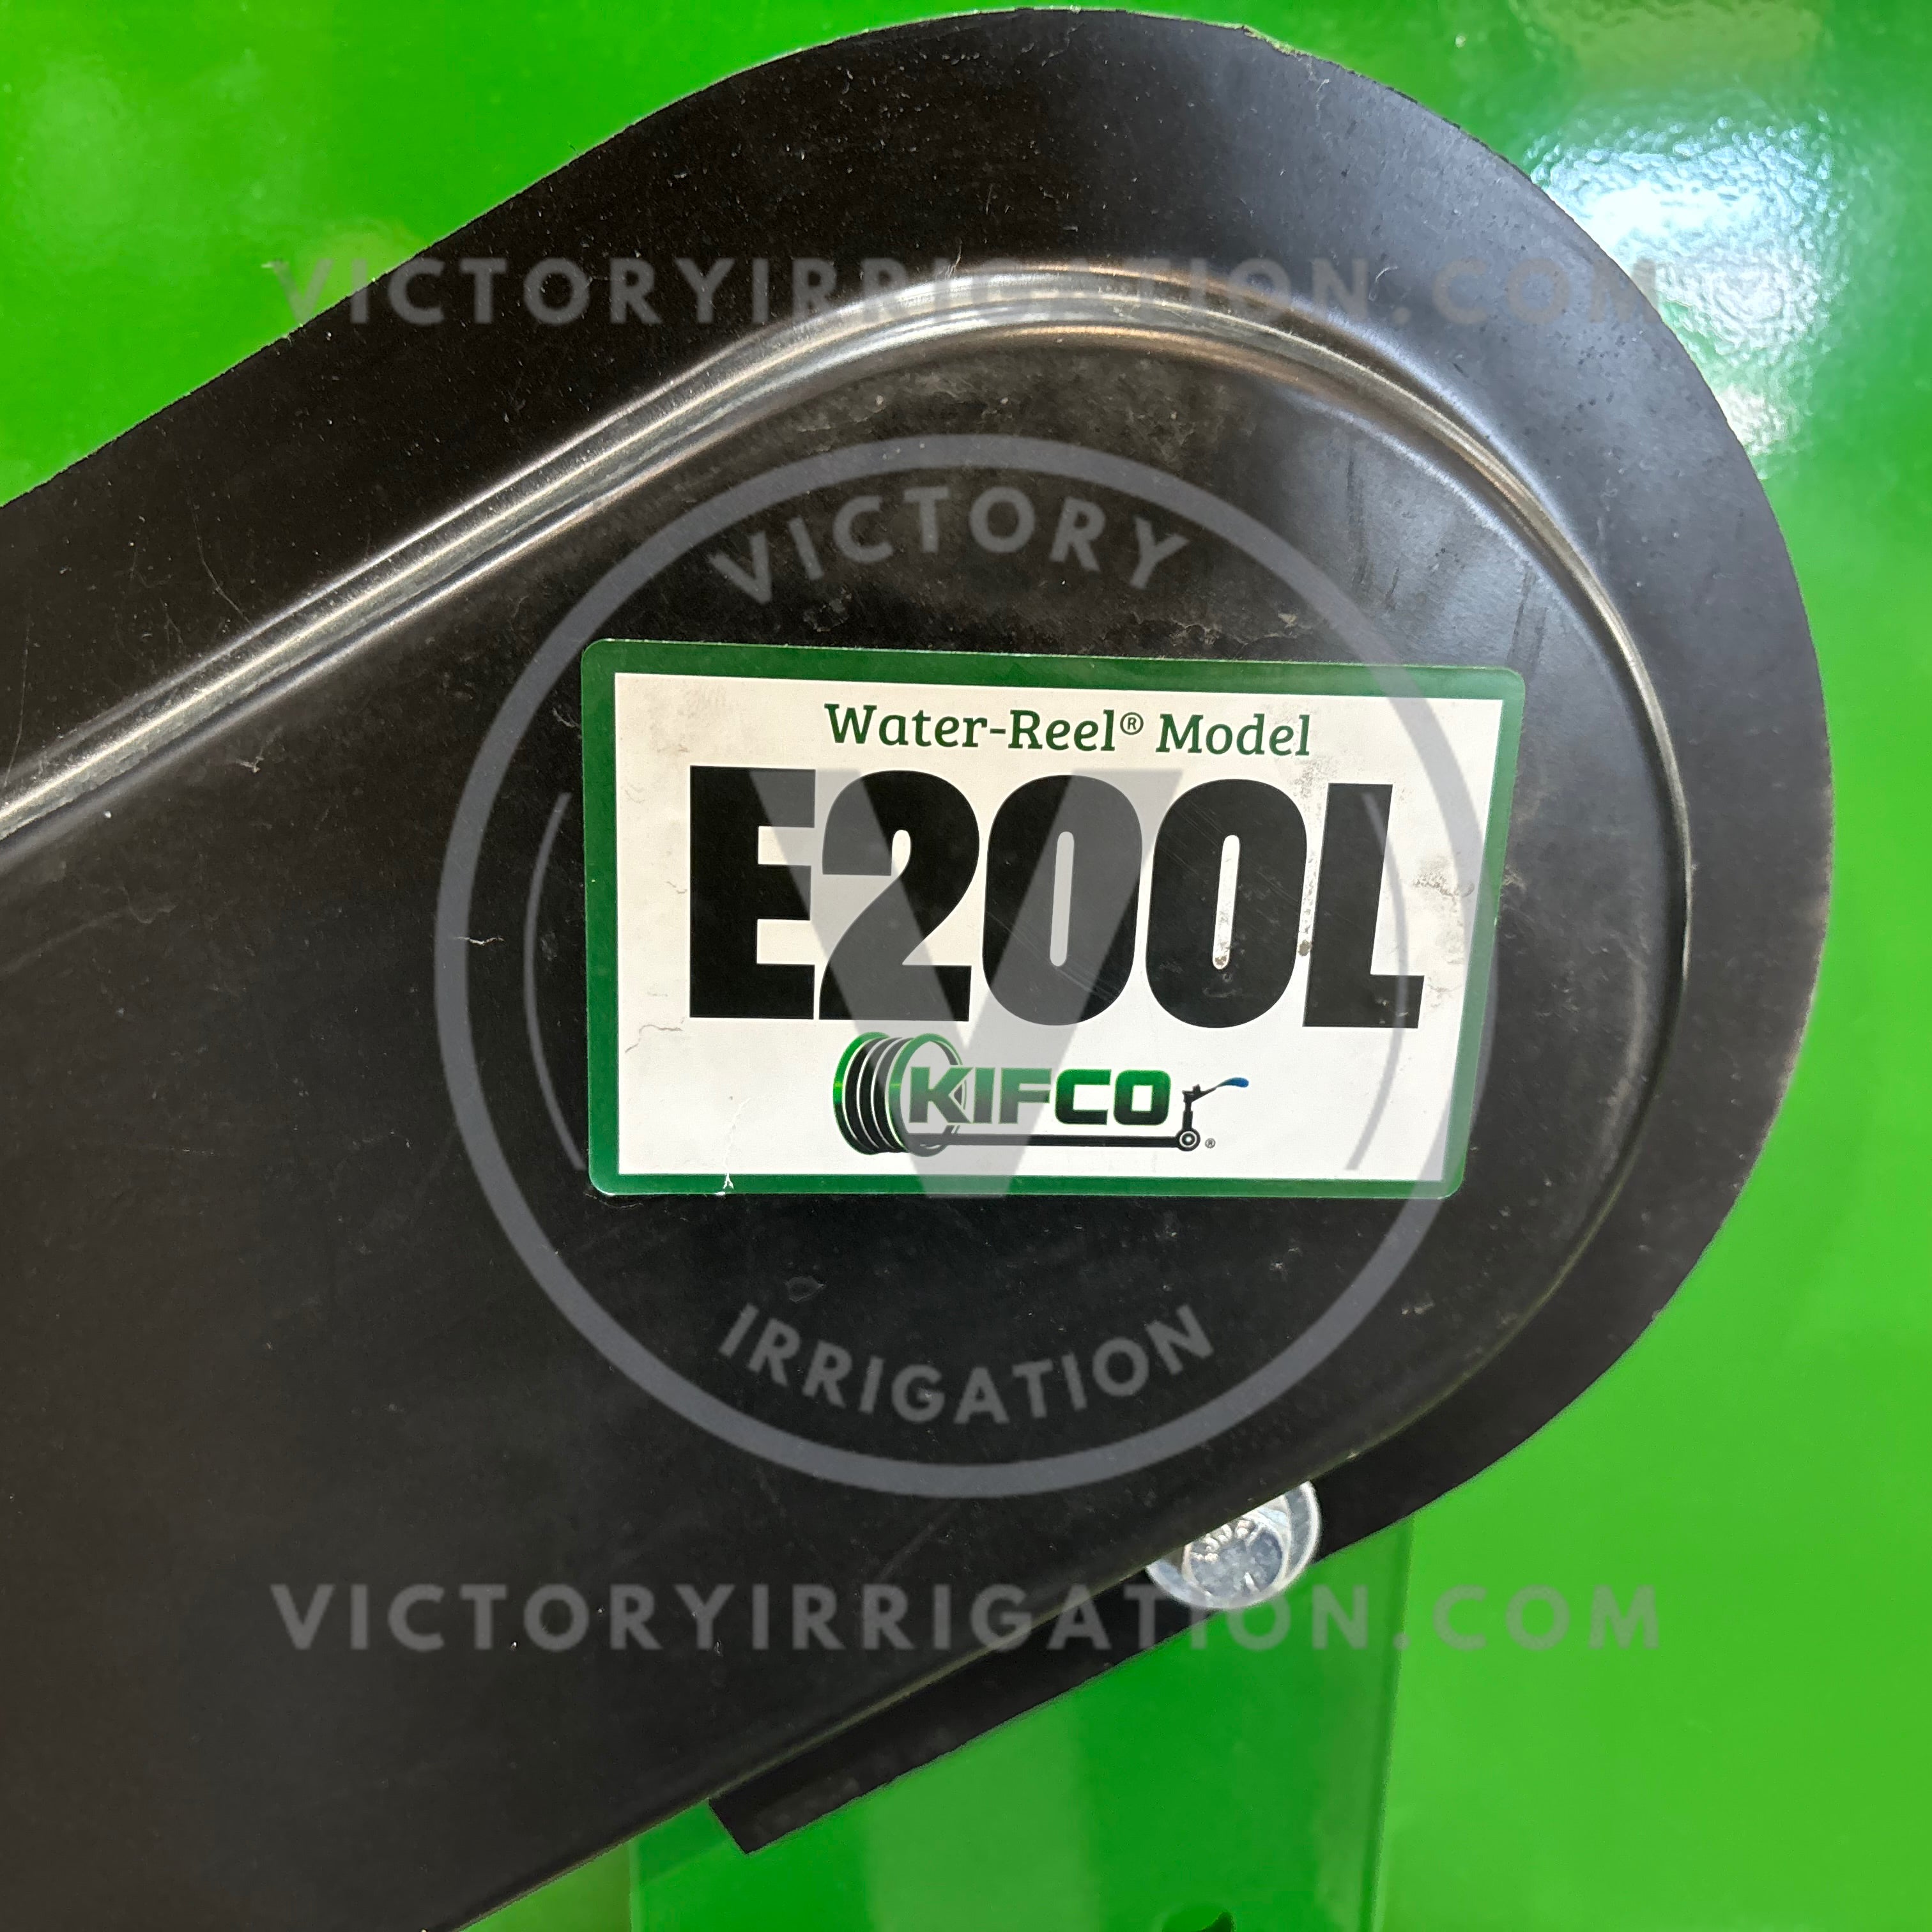 VICTORYIRRIGATION.COM
VICTORY
Water-Reel® Model
E200L
KIFCO®
IRRIGATION
VICTORYIRRIGATION.COM